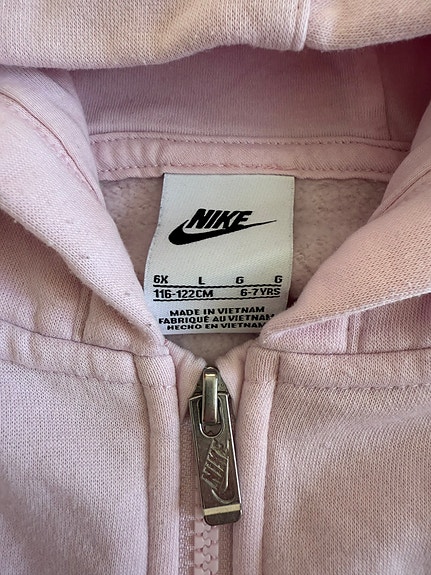 NIKE
6X L G G
116-122CM 6-7YRS
MADE IN VIETNAM
FABRIQUÉ AU VIETNAM
HECHO EN VIETNAM
NIKE